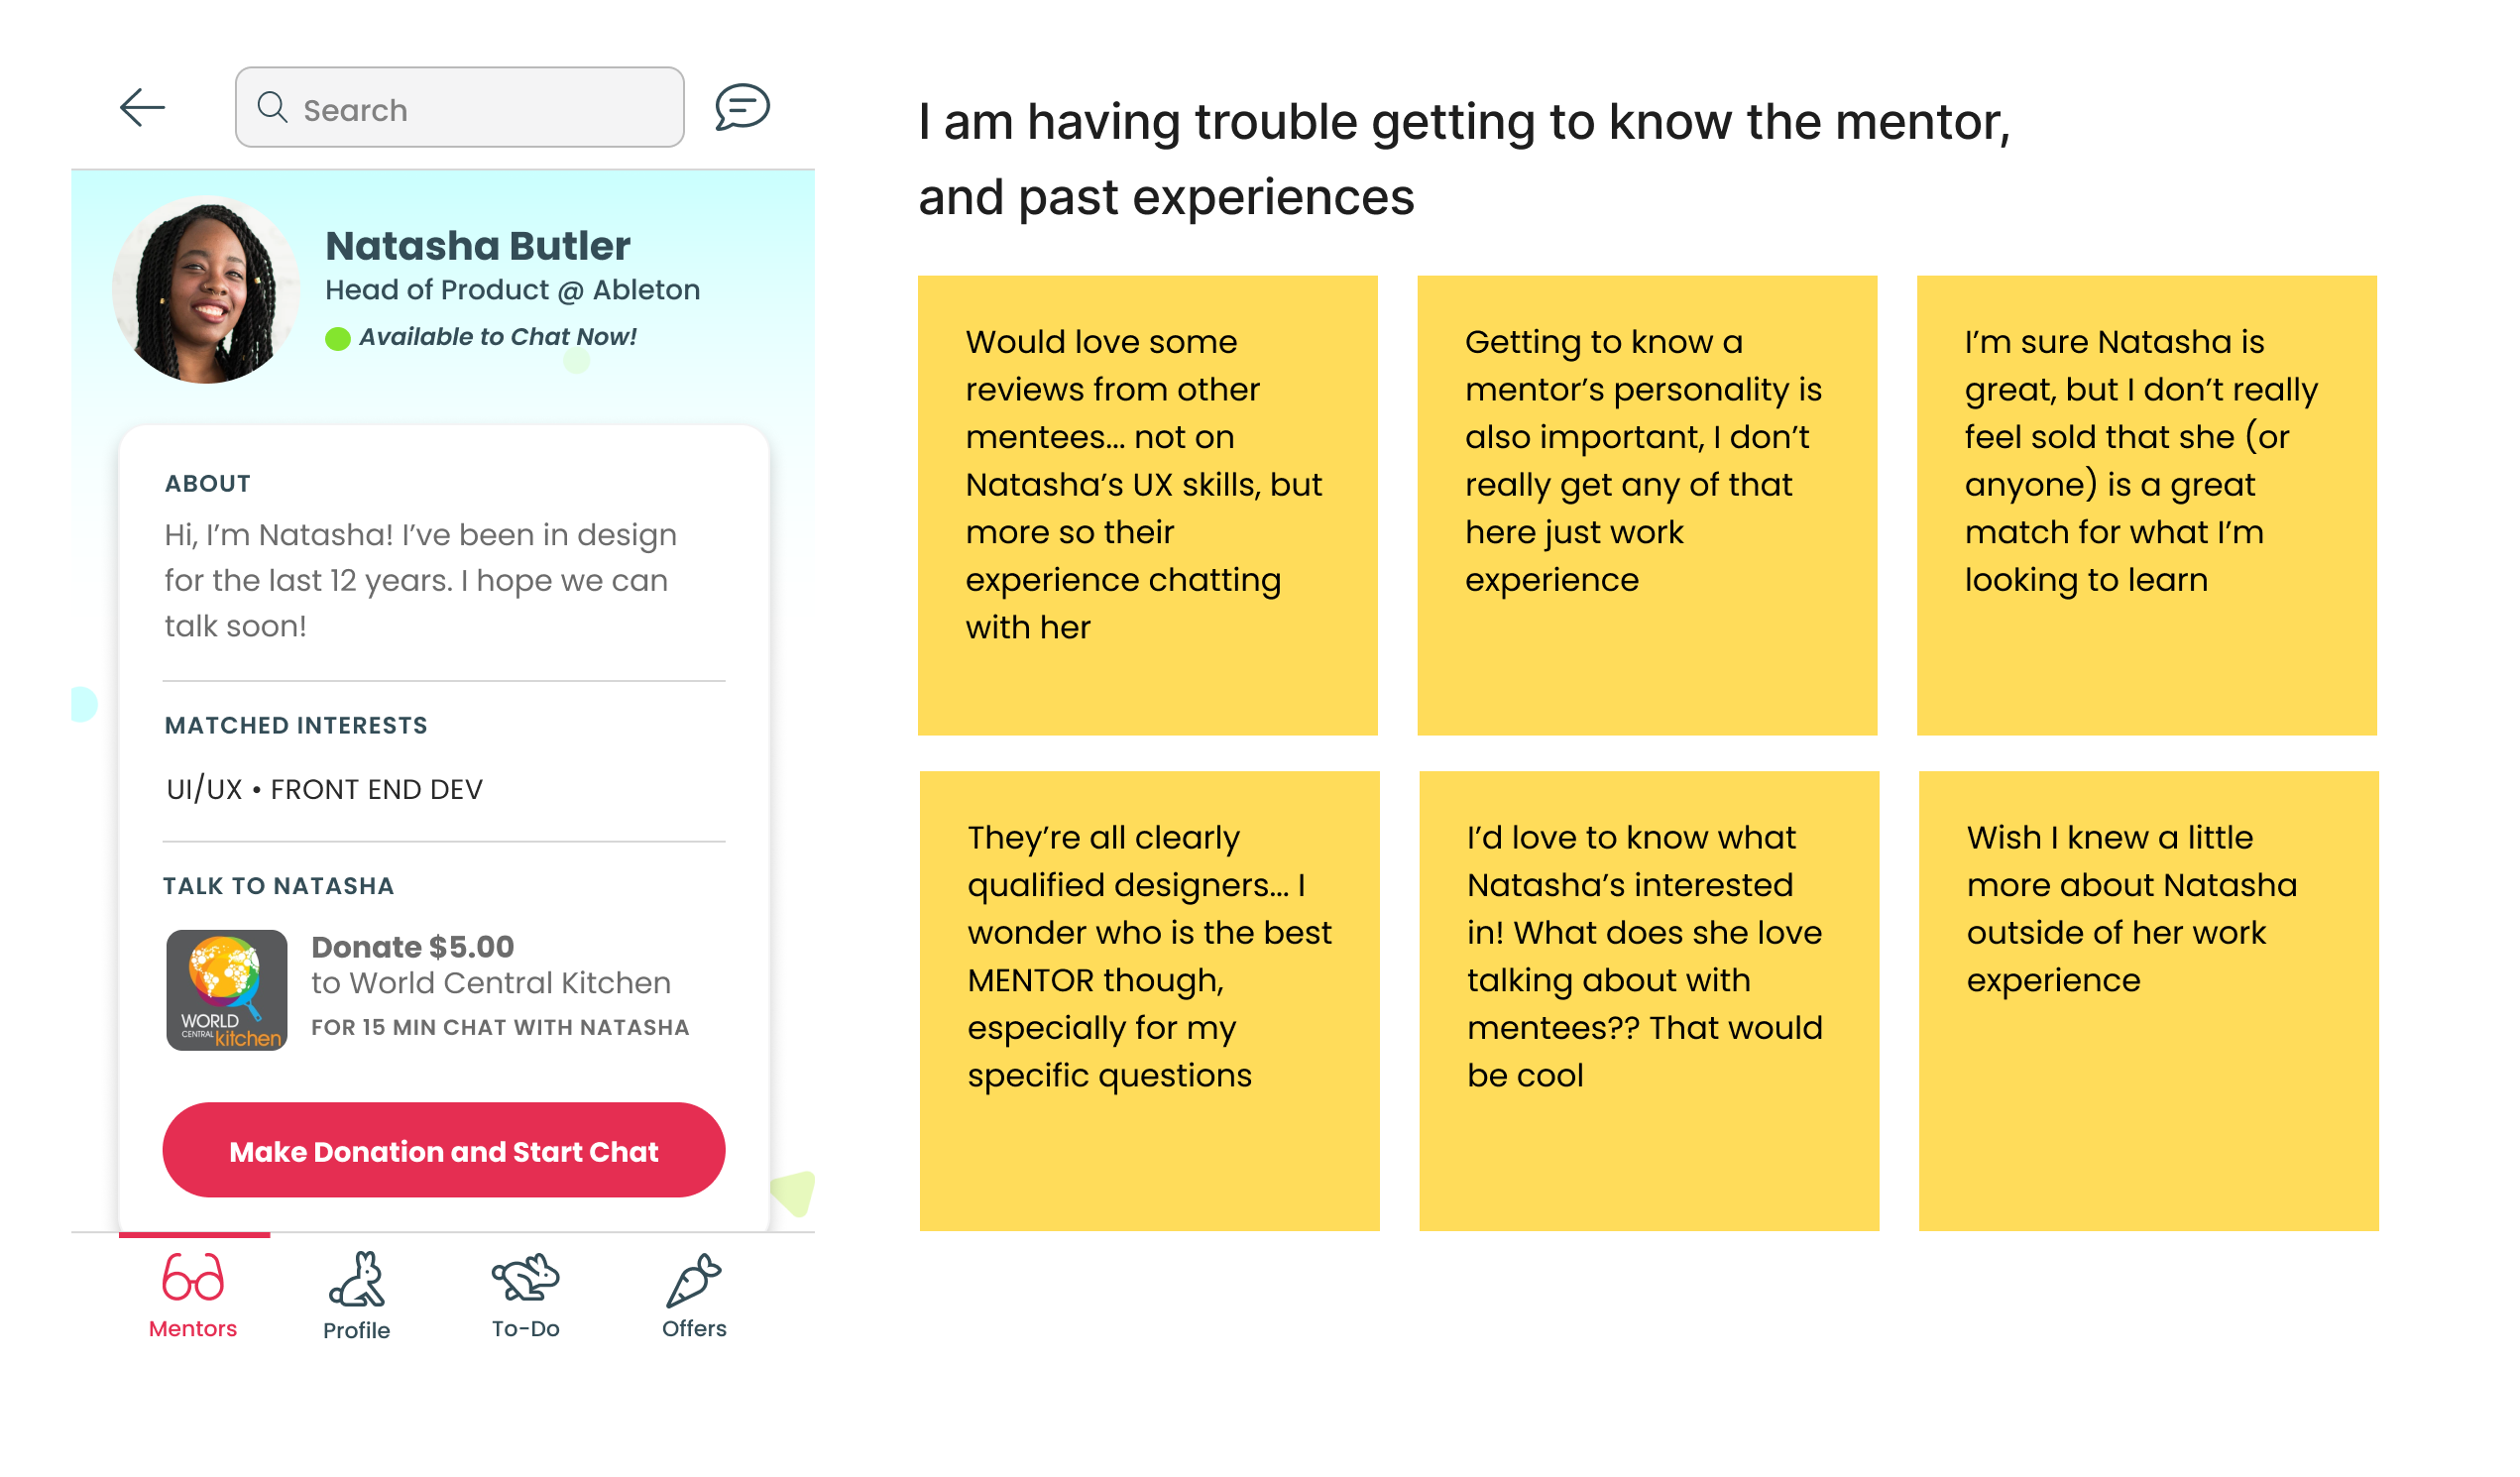 Search
Natasha Butler
Head of Product @ Ableton
Available to Chat Now!
ABOUT
Hi, I’m Natasha! I’ve been in design
for the last 12 years. I hope we can
talk soon!
MATCHED INTERESTS
UI/UX • FRONT END DEV
TALK TO NATASHA
WORLD
CENTRAL kitchen
Donate $5.00
to World Central Kitchen
FOR 15 MIN CHAT WITH NATASHA
Make Donation and Start Chat
Mentors
Profile
To-Do
Offers
I am having trouble getting to know the mentor,
and past experiences
Would love some
reviews from other
mentees... not on
Natasha’s UX skills, but
more so their
experience chatting
with her
Getting to know a
mentor’s personality is
also important, I don’t
really get any of that
here just work
experience
I’m sure Natasha is
great, but I don’t really
feel sold that she (or
anyone) is a great
match for what I’m
looking to learn
They’re all clearly
qualified designers... I
wonder who is the best
MENTOR though,
especially for my
specific questions
I’d love to know what
Natasha’s interested
in! What does she love
talking about with
mentees?? That would
be cool
Wish I knew a little
more about Natasha
outside of her work
experience